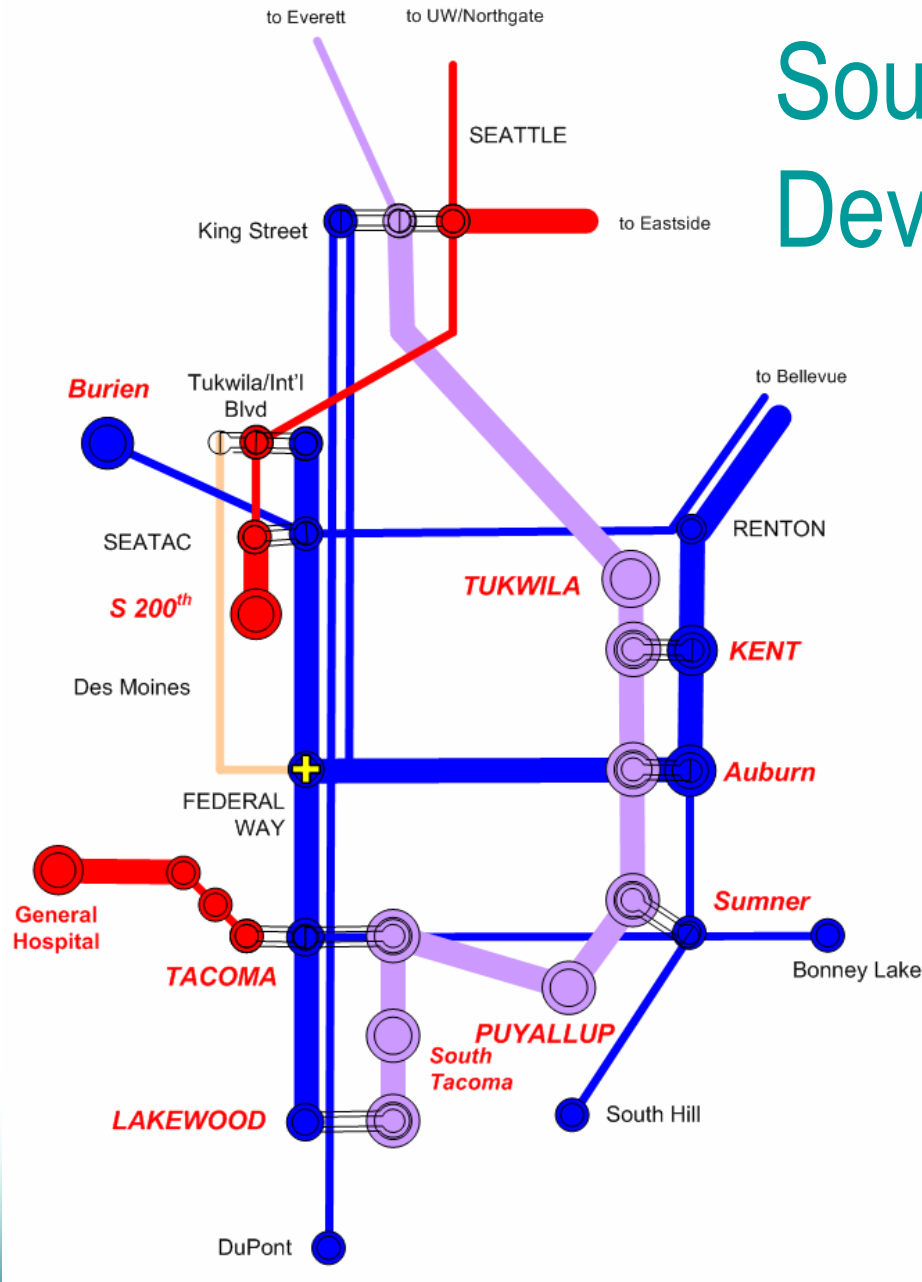 to Everett
to UW/Northgate
Sou
SEATTLE
Dev
King Street
to Eastside
Burien
Tukwila/Int'l
Blvd
to Bellevue
SEATAC
RENTON
TUKWILA
S 200th
KENT
Des Moines
Auburn
FEDERAL
WAY
Sumner
General
Hospital
TACOMA
Bonney Lake
PUYALLUP
South
Tacoma
LAKEWOOD
South Hill
DuPont